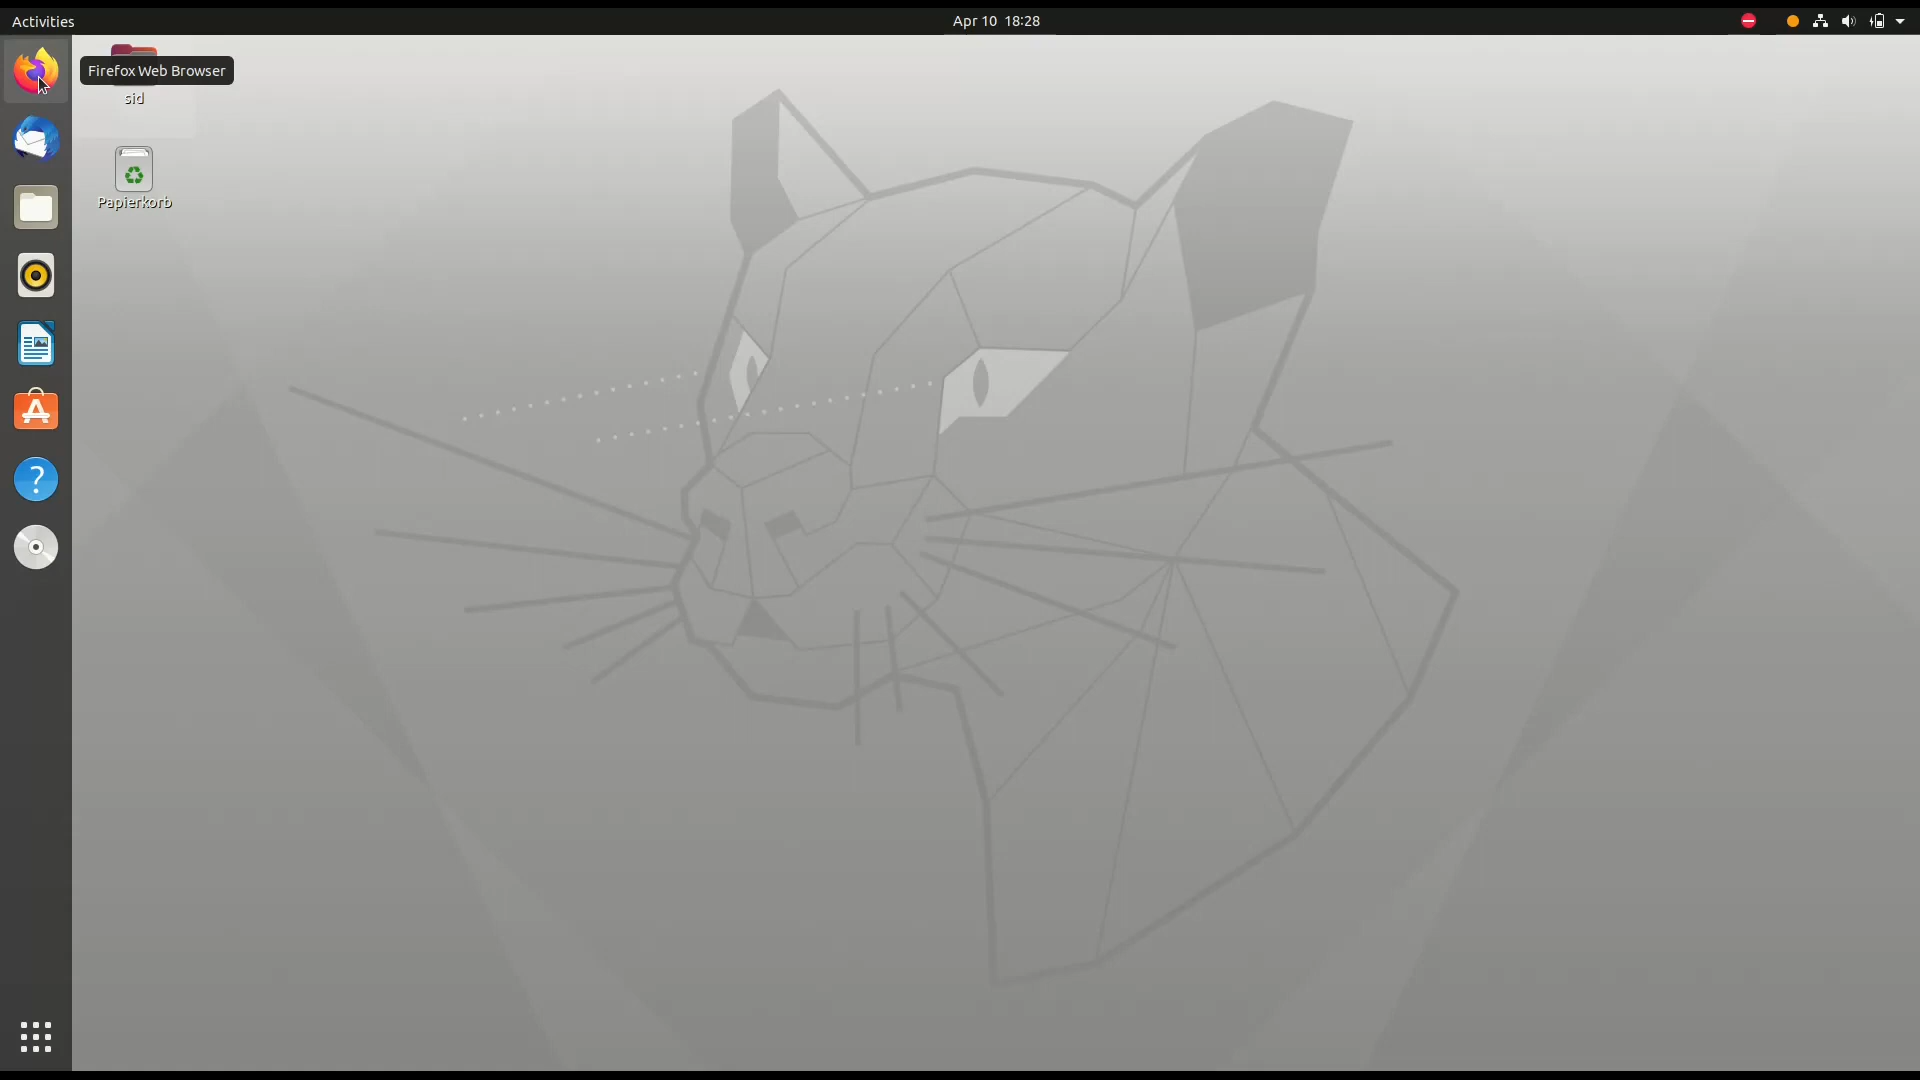 Activities
Apr 10 18:28
Firefox Web Browser
sid
Papierkorb